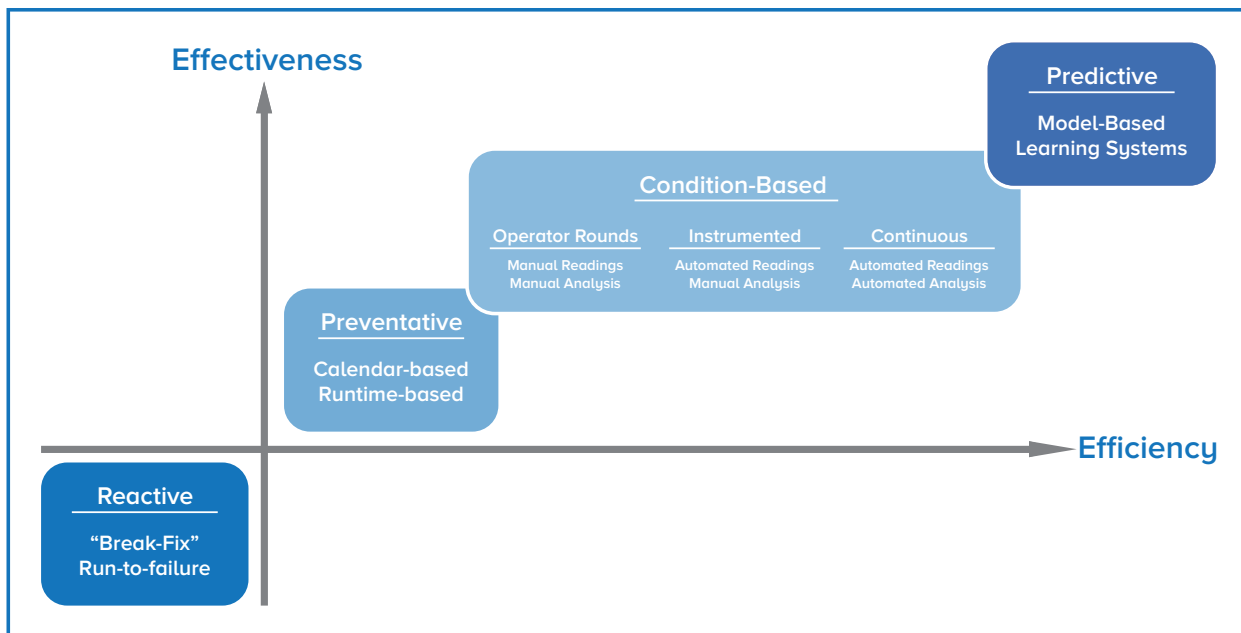 Effectiveness
Predictive
Model-Based
Learning Systems
Condition-Based
Operator Rounds
Manual Readings
Manual Analysis
Instrumented
Automated Readings
Manual Analysis
Continuous
Automated Readings
Automated Analysis
Preventative
Calendar-based
Runtime-based
Efficiency
Reactive
“Break-Fix”
Run-to-failure